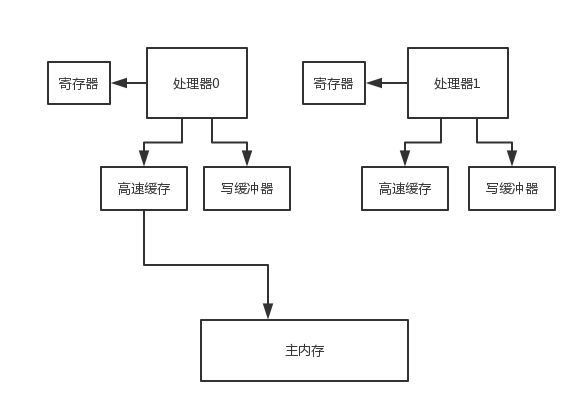 寄存器
处理器0
寄存器
处理器1
高速缓存
写缓冲器
高速缓存
写缓冲器
主内存